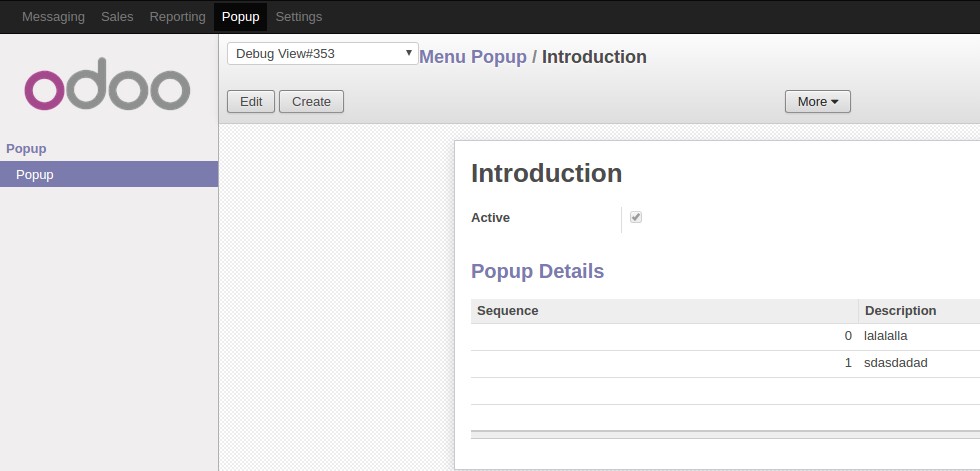 Messaging Sales Reporting Popup Settings
odoo
Debug View#353 Menu Popup / Introduction
Edit Create More
Popup
Popup
Introduction
Active
Popup Details
Sequence Description
0 lalalalla
1 sdasdadad